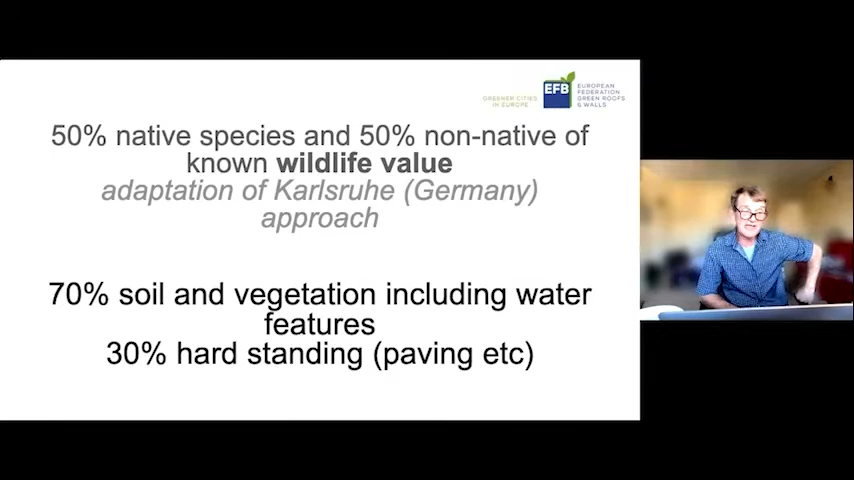 GREENER CITIES
IN EUROPE
EFB
EUROPEAN
FEDERATION
GREEN ROOFS
& WALLS
50% native species and 50% non-native of
known wildlife value
adaptation of Karlsruhe (Germany)
approach
70% soil and vegetation including water
features
30% hard standing (paving etc)